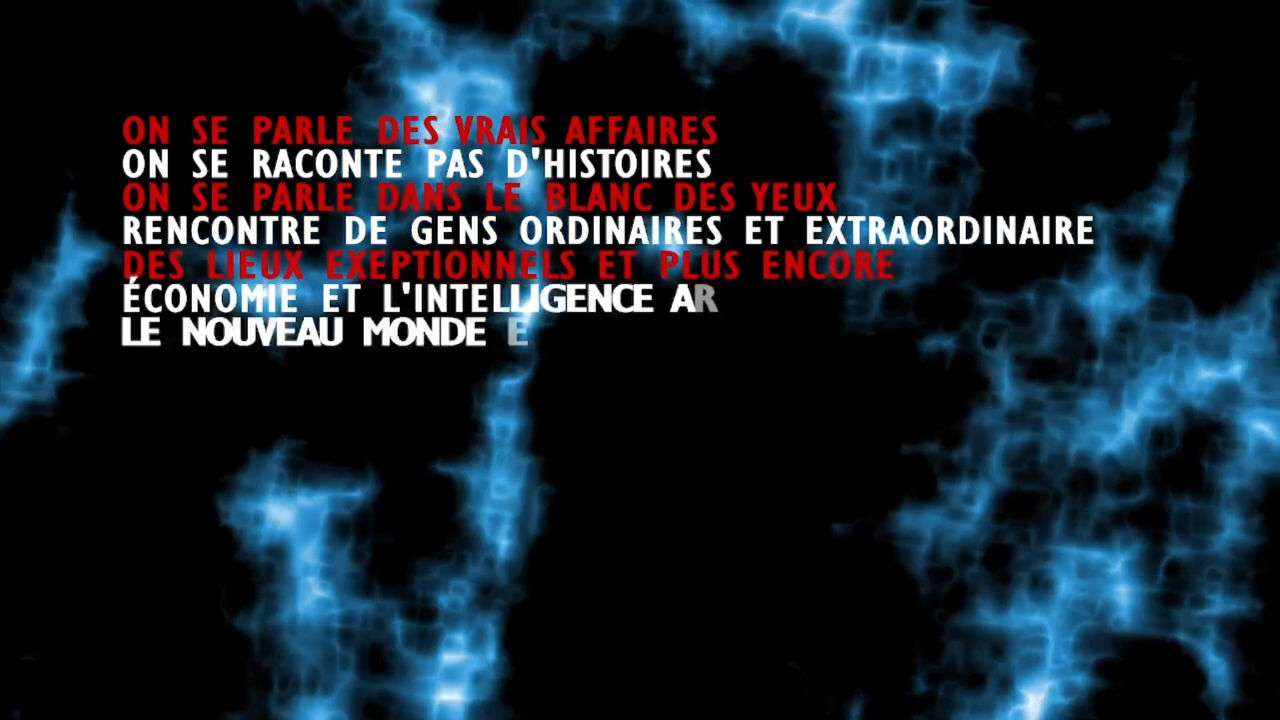 ON SE PARLE DES VRAIS AFFAIRES
ON SE RACONTE PAS D'HISTOIRES
ON SE PARLE DANS LE BLANC DES YEUX
RENCONTRE DE GENS ORDINAIRES ET EXTRAORDINAIRE
DES LIEUX EXEPTIONNELS ET PLUS ENCORE
ÉCONOMIE ET L'INTELLIGENCE AR
LE NOUVEAU MONDE E